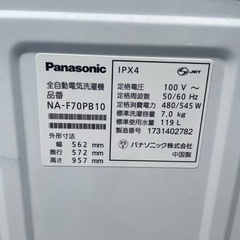 Panasonic
全自動電気洗濯機
品番
NA-F70PB10
外形寸法
幅 562 mm
奥行 572 mm
高さ 957 mm
IPX4
JET
定格電圧 100 V～
定格周波数 50/60 Hz
定格消費電力 480/545 W
標準洗濯容量 7.0 kg
標準使用水量 119 L
製造番号 1731402782
パナソニック株式会社
中国製